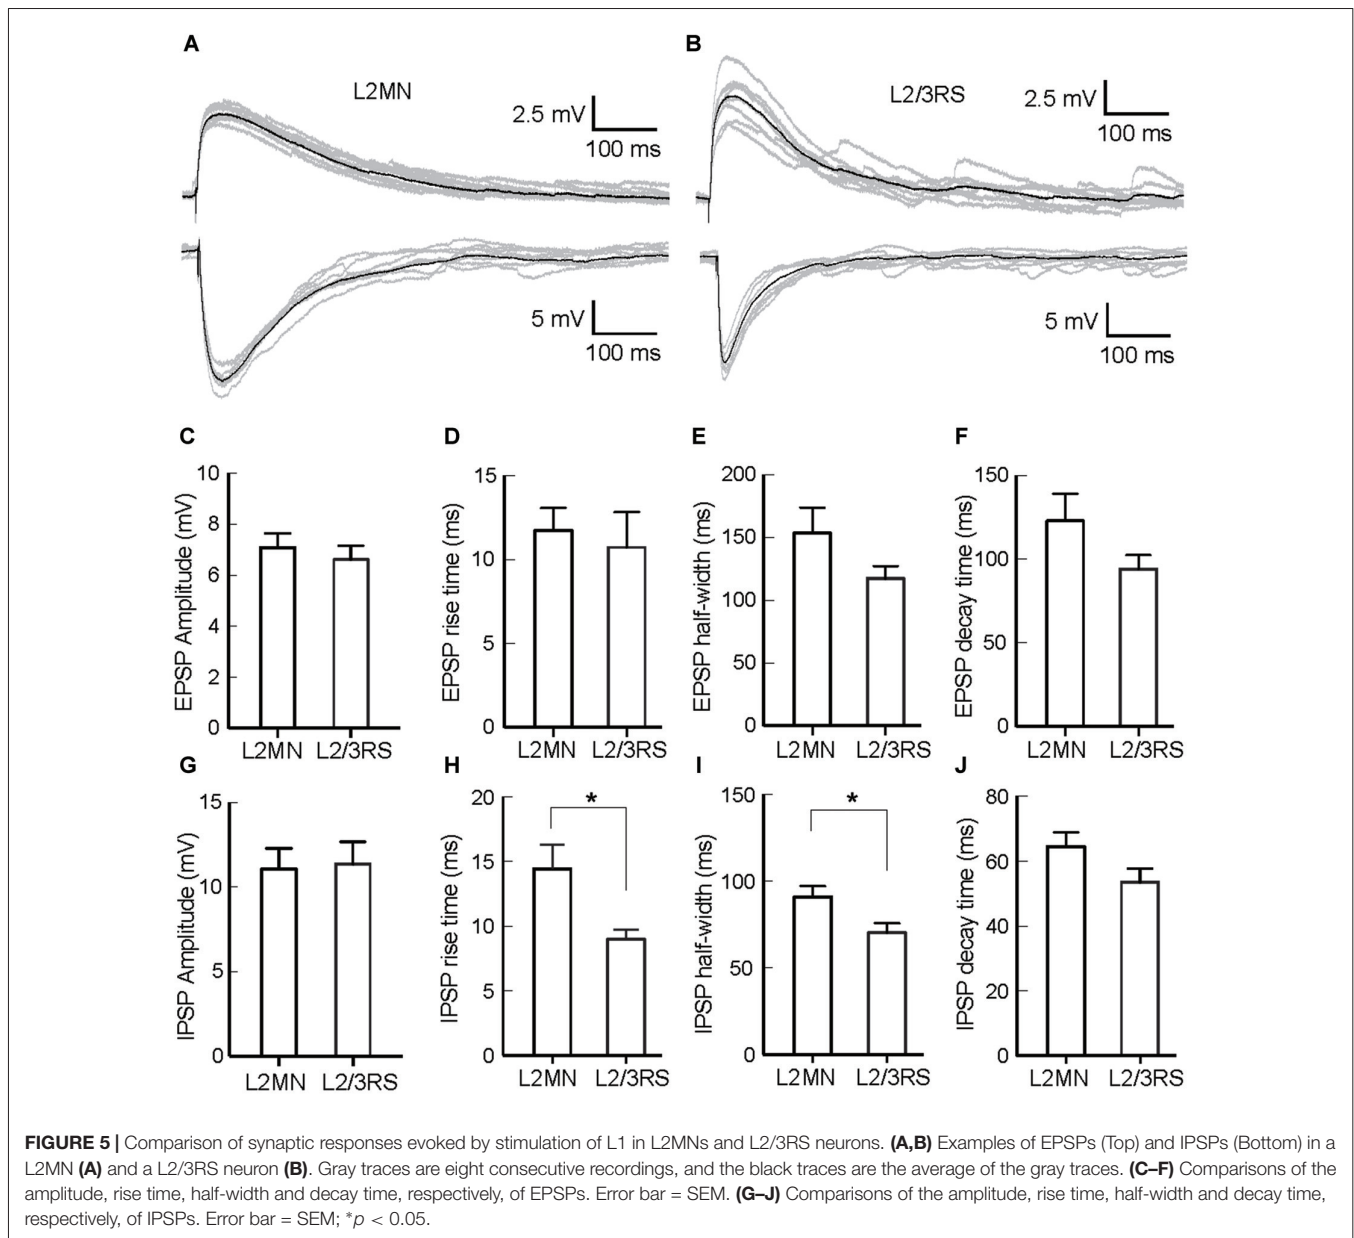 A
B
L2MN
L2/3RS
2.5 mV
100 ms
2.5 mV
100 ms
5 mV
100 ms
5 mV
100 ms
C
D
E
F
EPSP Amplitude (mV)
10
8
6
4
2
0
L2MN L2/3RS
EPSP rise time (ms)
15
10
5
0
L2MN L2/3RS
EPSP half-width (ms)
200
150
100
50
0
L2MN L2/3RS
EPSP decay time (ms)
150
100
50
0
L2MN L2/3RS
G
H
I
J
IPSP Amplitude (mV)
15
10
5
0
L2MN L2/3RS
IPSP rise time (ms)
20
15
10
5
0
*
L2MN L2/3RS
IPSP half-width (ms)
150
100
50
0
*
L2MN L2/3RS
IPSP decay time (ms)
80
60
40
20
0
L2MN L2/3RS
FIGURE 5 | Comparison of synaptic responses evoked by stimulation of L1 in L2MNs and L2/3RS neurons. (A,B) Examples of EPSPs (Top) and IPSPs (Bottom) in a
L2MN (A) and a L2/3RS neuron (B). Gray traces are eight consecutive recordings, and the black traces are the average of the gray traces. (C–F) Comparisons of the
amplitude, rise time, half-width and decay time, respectively, of EPSPs. Error bar = SEM. (G–J) Comparisons of the amplitude, rise time, half-width and decay time,
respectively, of IPSPs. Error bar = SEM; *p < 0.05.